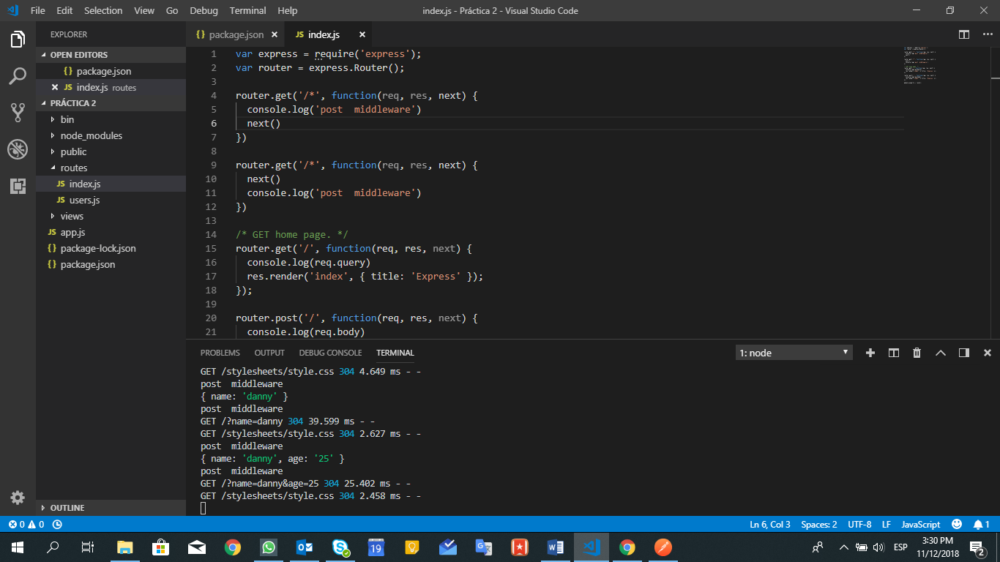 File Edit Selection View Go Debug Terminal Help
index.js - Práctica 2 - Visual Studio Code
EXPLORER
OPEN EDITORS
package.json
JS index.js routes
PRÁCTICA 2
bin
node_modules
public
routes
JS index.js
JS users.js
views
JS app.js
{} package-lock.json
{} package.json
OUTLINE
{} package.json
JS index.js
1 var express = require('express');
2 var router = express.Router();
3
4 router.get('/*', function(req, res, next) {
5 console.log('post  middleware')
6 next()
7 })
8
9 router.get('/*', function(req, res, next) {
10 next()
11 console.log('post  middleware')
12 })
13
14 /* GET home page. */
15 router.get('/', function(req, res, next) {
16 console.log(req.query)
17 res.render('index', { title: 'Express' });
18 });
19
20 router.post('/', function(req, res, next) {
21 console.log(req.body)
PROBLEMS OUTPUT DEBUG CONSOLE TERMINAL
1: node
GET /stylesheets/style.css 304 4.649 ms - -
post  middleware
{ name: 'danny' }
post  middleware
GET /?name=danny 304 39.599 ms - -
GET /stylesheets/style.css 304 2.627 ms - -
post  middleware
{ name: 'danny', age: '25' }
post  middleware
GET /?name=danny&age=25 304 25.402 ms - -
GET /stylesheets/style.css 304 2.458 ms - -
0 0
Ln 6, Col 3 Spaces: 2 UTF-8 LF JavaScript 1
19
ESP
3:30 PM
11/12/2018
2